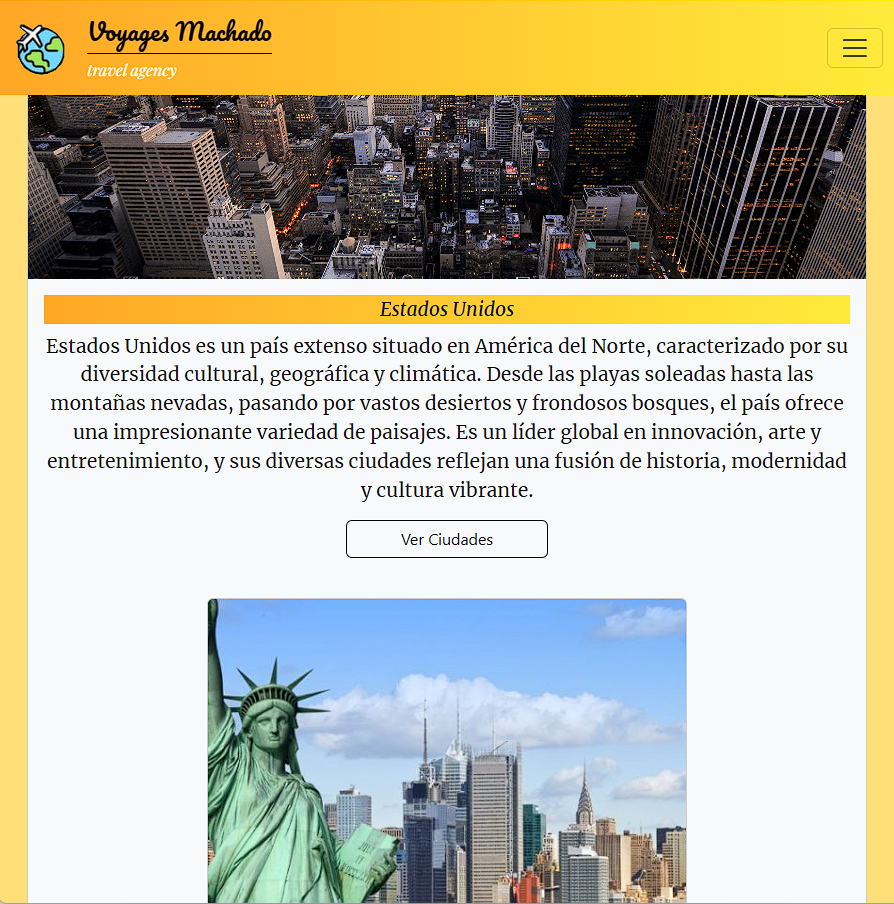 Voyages Machado
travel agency
Estados Unidos
Estados Unidos es un país extenso situado en América del Norte, caracterizado por su
diversidad cultural, geográfica y climática. Desde las playas soleadas hasta las
montañas nevadas, pasando por vastos desiertos y frondosos bosques, el país ofrece
una impresionante variedad de paisajes. Es un líder global en innovación, arte y
entretenimiento, y sus diversas ciudades reflejan una fusión de historia, modernidad
y cultura vibrante.
Ver Ciudades